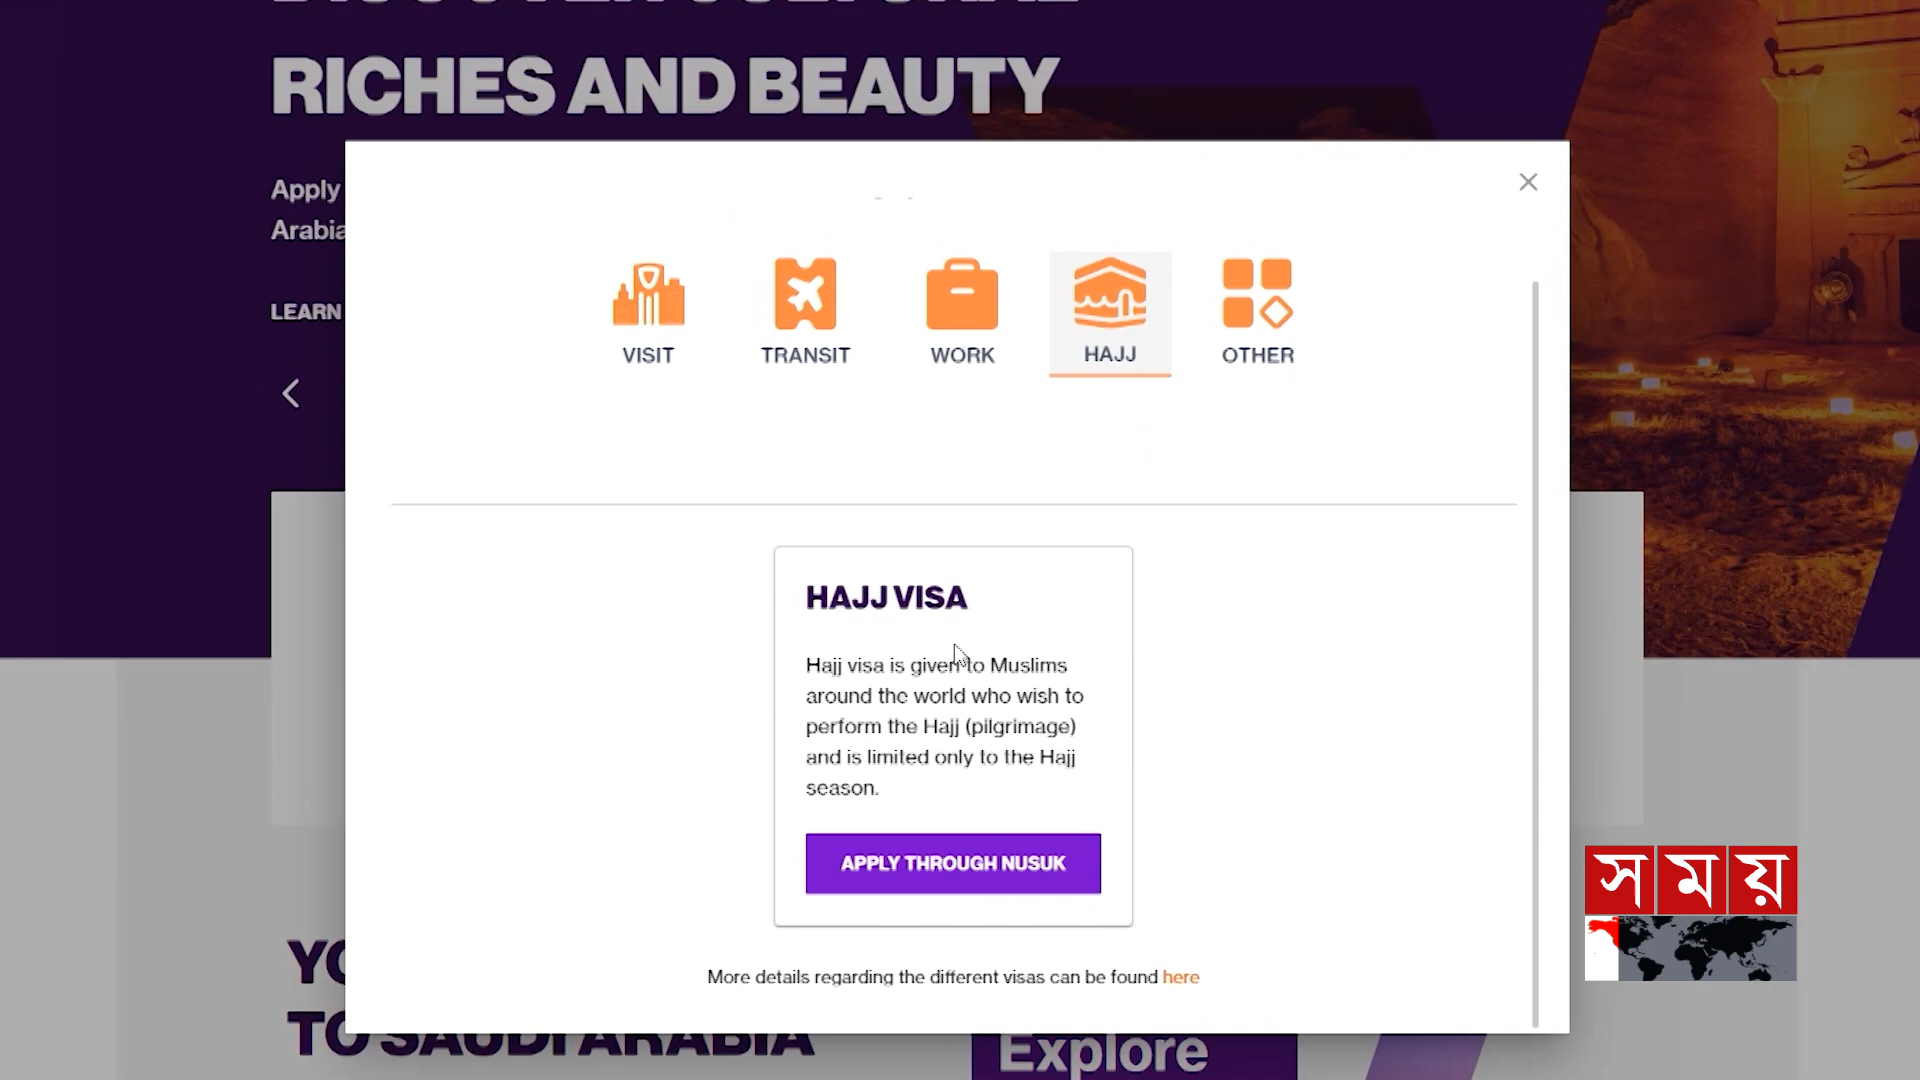 RICHES AND BEAUTY
Apply
Arabia
LEARN
VISIT
TRANSIT
WORK
HAJJ
OTHER
HAJJ VISA
Hajj visa is given to Muslims
around the world who wish to
perform the Hajj (pilgrimage)
and is limited only to the Hajj
season.
APPLY THROUGH NUSUK
More details regarding the different visas can be found here
সময়
TO SAUDI ARABIA
Explore